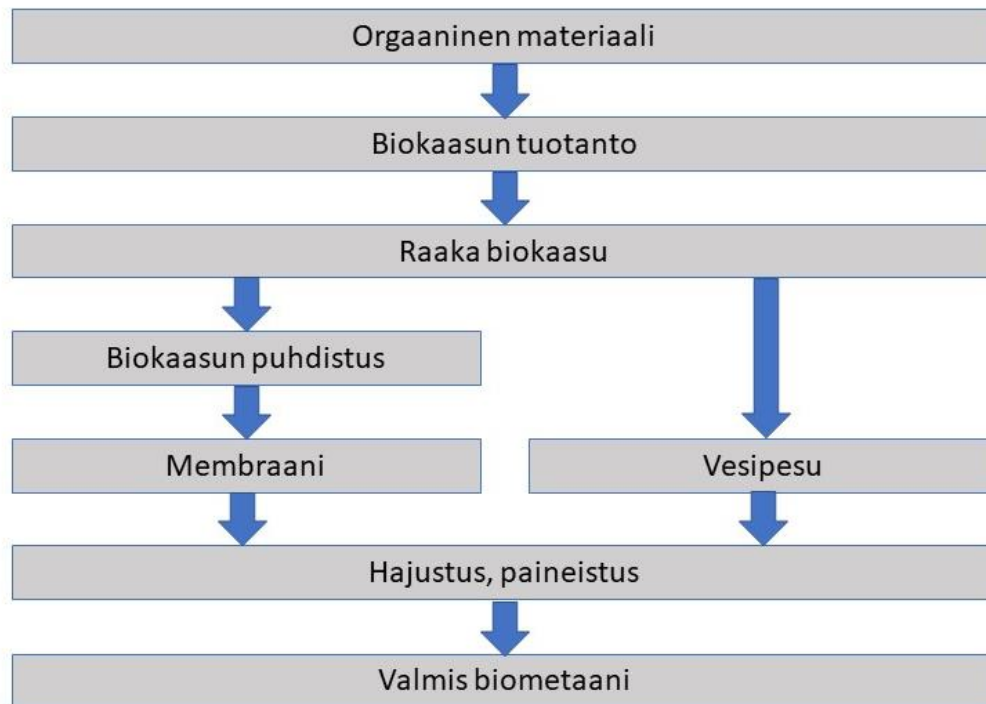 Orgaaninen materiaali
Biokaasun tuotanto
Raaka biokaasu
Biokaasun puhdistus
Membraani
Vesipesu
Hajustus, paineistus
Valmis biometaani